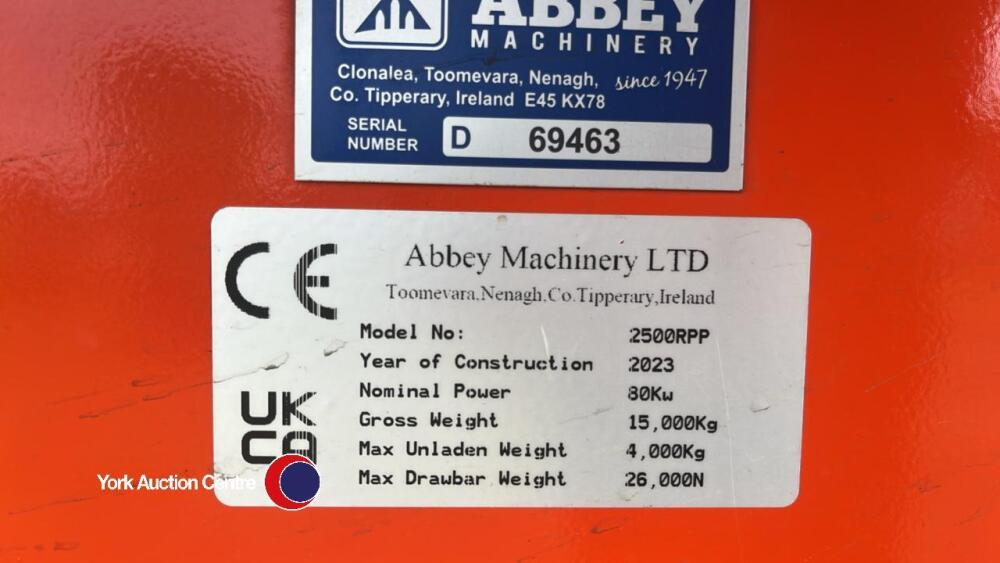 ABBEY
MACHINERY
Clonalea, Toomevara, Nenagh, since 1947
Co. Tipperary, Ireland E45 KX78
SERIAL
NUMBER D 69463
CE
Abbey Machinery LTD
Toomevara,Nenagh,Co.Tipperary,Ireland
Model No: 2500RPP
Year of Construction 2023
Nominal Power 80Kw
Gross Weight 15,000Kg
Max Unladen Weight 4,000Kg
Max Drawbar Weight 26,000N
UK
CA
York Auction Centre